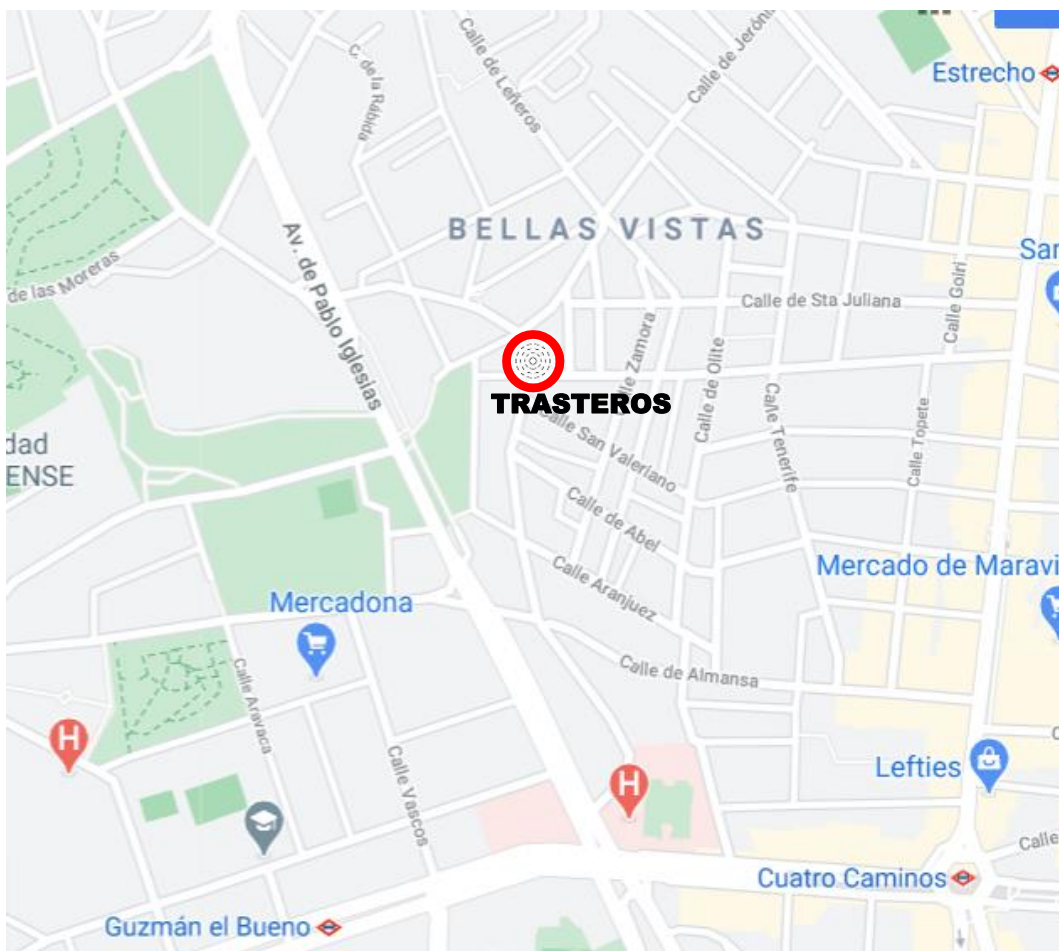 Estrecho
Calle de Leñeros
C. de la Rábida
BELLAS VISTAS
Av. de Pablo Iglesias
de las Moreras
Calle de Sta Juliana
Calle Goiri
Calle Zamora
Calle de Olite
Calle Tenerife
Calle Topete
TRASTEROS
Calle San Valeriano
Calle de Abel
Calle Aranjuez
Mercado de Maravi
Mercadona
dad
ENSE
Calle de Almansa
Calle Aravaca
Calle Vascos
H
H
Lefties
Calle
Cuatro Caminos
Guzmán el Bueno